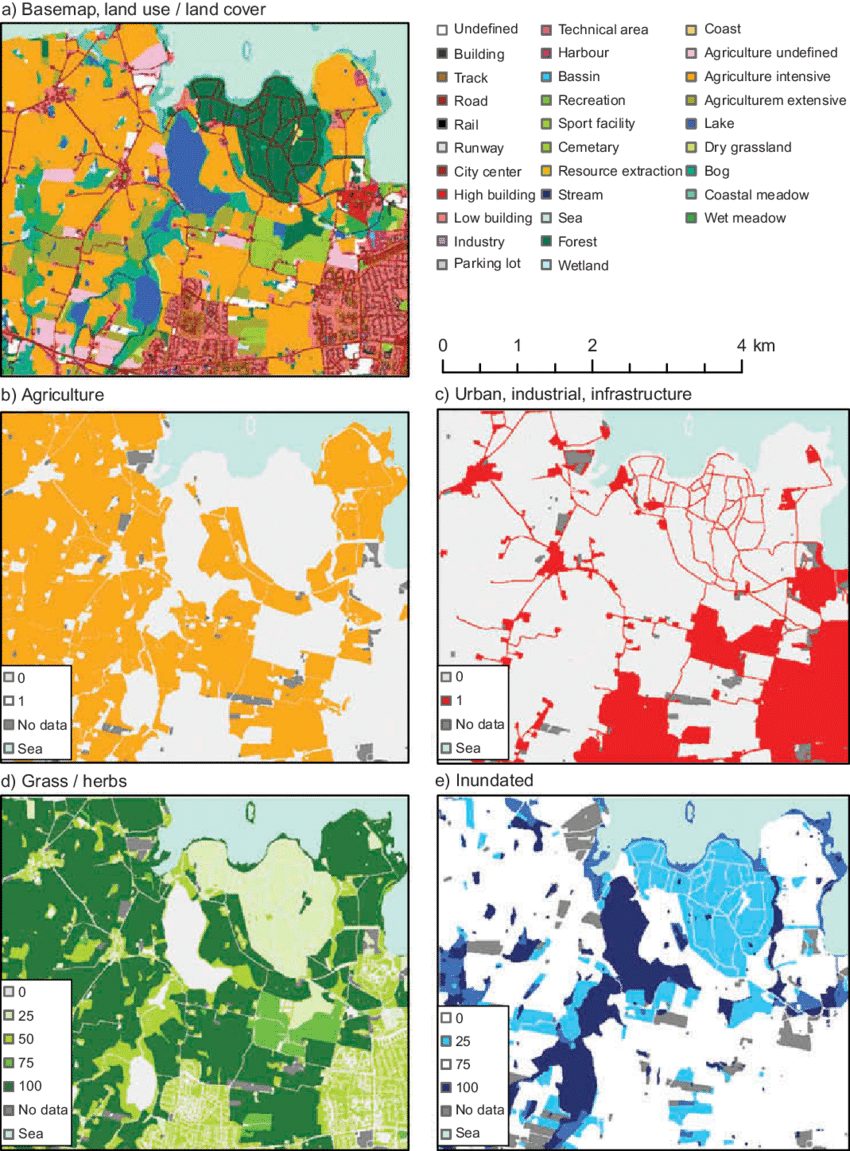 a) Basemap, land use / land cover
Undefined
Building
Track
Road
Rail
Runway
City center
High building
Low building
Industry
Parking lot
Technical area
Harbour
Bassin
Recreation
Sport facility
Cemetary
Resource extraction
Stream
Sea
Forest
Wetland
Coast
Agriculture undefined
Agriculture intensive
Agriculturem extensive
Lake
Dry grassland
Bog
Coastal meadow
Wet meadow
0 1 2 4 km
b) Agriculture
0
1
No data
Sea
c) Urban, industrial, infrastructure
0
1
No data
Sea
d) Grass / herbs
0
25
50
75
100
No data
Sea
e) Inundated
0
25
75
100
No data
Sea